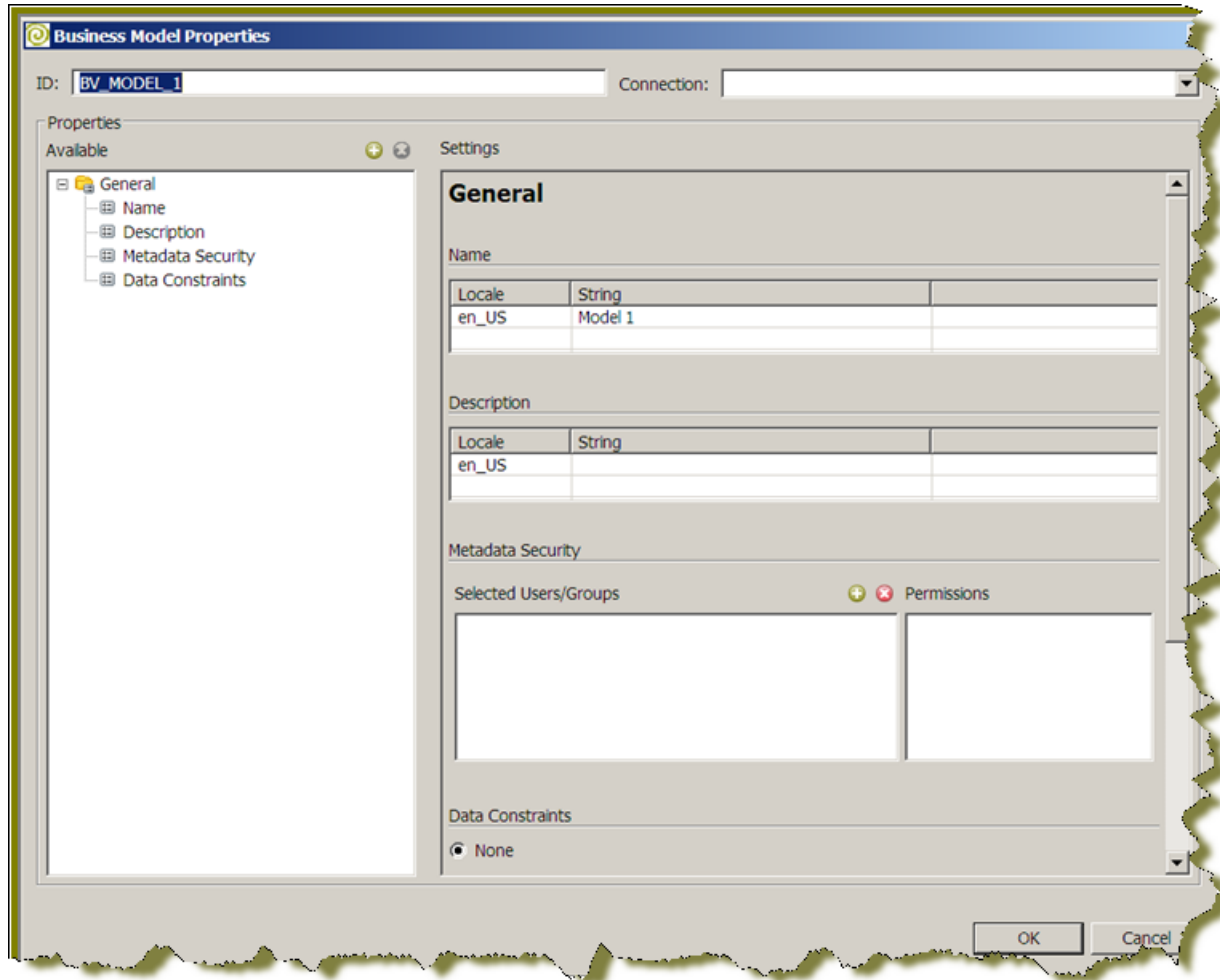 Business Model Properties
ID: BV_MODEL_1 Connection:
Properties
Available
Settings
General
Name
Description
Metadata Security
Data Constraints
General
Name
Locale String
en_US Model 1
Description
Locale String
en_US
Metadata Security
Selected Users/Groups Permissions
Data Constraints
None
OK Cancel